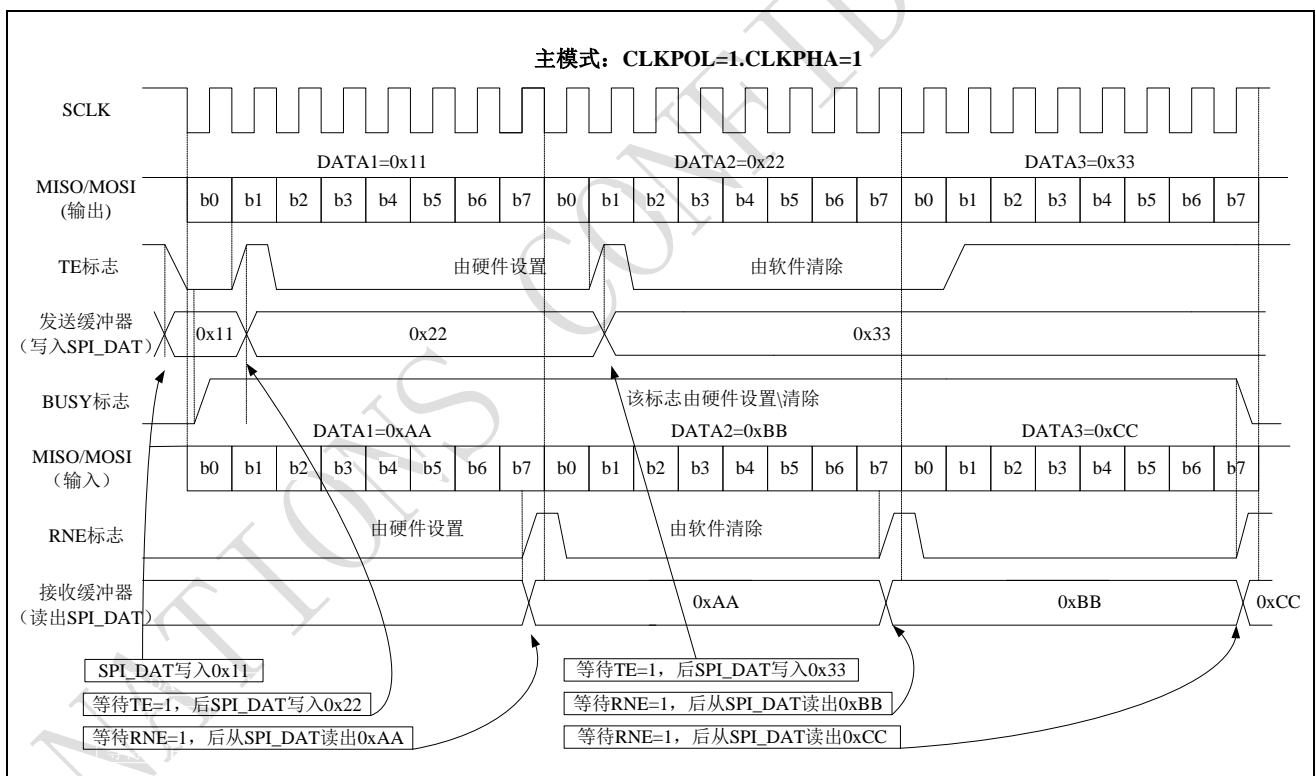 主模式：CLKPOL=1.CLKPHA=1
SCLK
DATA1=0x11 DATA2=0x22 DATA3=0x33
MISO/MOSI
(输出)
b0 b1 b2 b3 b4 b5 b6 b7 b0 b1 b2 b3 b4 b5 b6 b7 b0 b1 b2 b3 b4 b5 b6 b7
TE标志 由硬件设置 由软件清除
发送缓冲器
（写入SPI_DAT）
0x11 0x22 0x33
BUSY标志 该标志由硬件设置\清除
DATA1=0xAA DATA2=0xBB DATA3=0xCC
MISO/MOSI
（输入）
b0 b1 b2 b3 b4 b5 b6 b7 b0 b1 b2 b3 b4 b5 b6 b7 b0 b1 b2 b3 b4 b5 b6 b7
RNE标志 由硬件设置 由软件清除
接收缓冲器
（读出SPI_DAT）
0xAA 0xBB 0xCC
SPI_DAT写入0x11
等待TE=1，后SPI_DAT写入0x22
等待RNE=1，后从SPI_DAT读出0xAA
等待TE=1，后SPI_DAT写入0x33
等待RNE=1，后从SPI_DAT读出0xBB
等待RNE=1，后从SPI_DAT读出0xCC
NATIONS CONFID